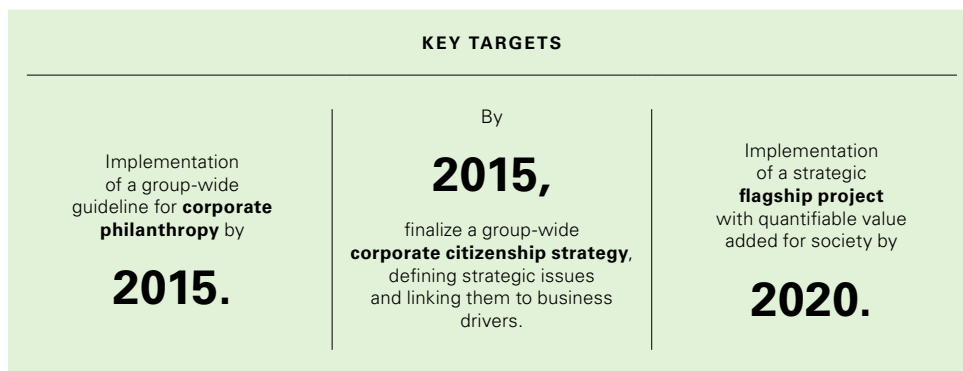 KEY TARGETS
Implementation
of a group-wide
guideline for corporate
philanthropy by
2015.
By
2015,
finalize a group-wide
corporate citizenship strategy,
defining strategic issues
and linking them to business
drivers.
Implementation
of a strategic
flagship project
with quantifiable value
added for society by
2020.